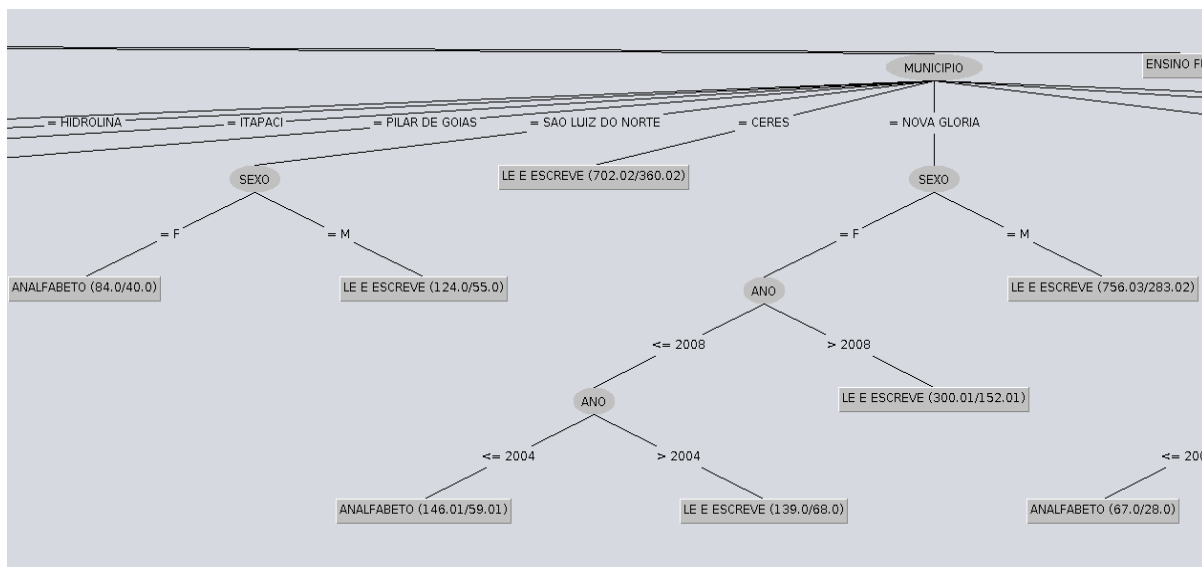 MUNICIPIO
ENSINO
= HIDROLINA
= ITAPACI
= PILAR DE GOIAS
= SAO LUIZ DO NORTE
= CERES
= NOVA GLORIA
SEXO
LE E ESCREVE (702.02/360.02)
SEXO
= F
= M
= F
= M
ANALFABETO (84.0/40.0)
LE E ESCREVE (124.0/55.0)
ANO
LE E ESCREVE (756.03/283.02)
<= 2008
> 2008
ANO
LE E ESCREVE (300.01/152.01)
<= 2004
> 2004
ANALFABETO (146.01/59.01)
LE E ESCREVE (139.0/68.0)
ANALFABETO (67.0/28.0)